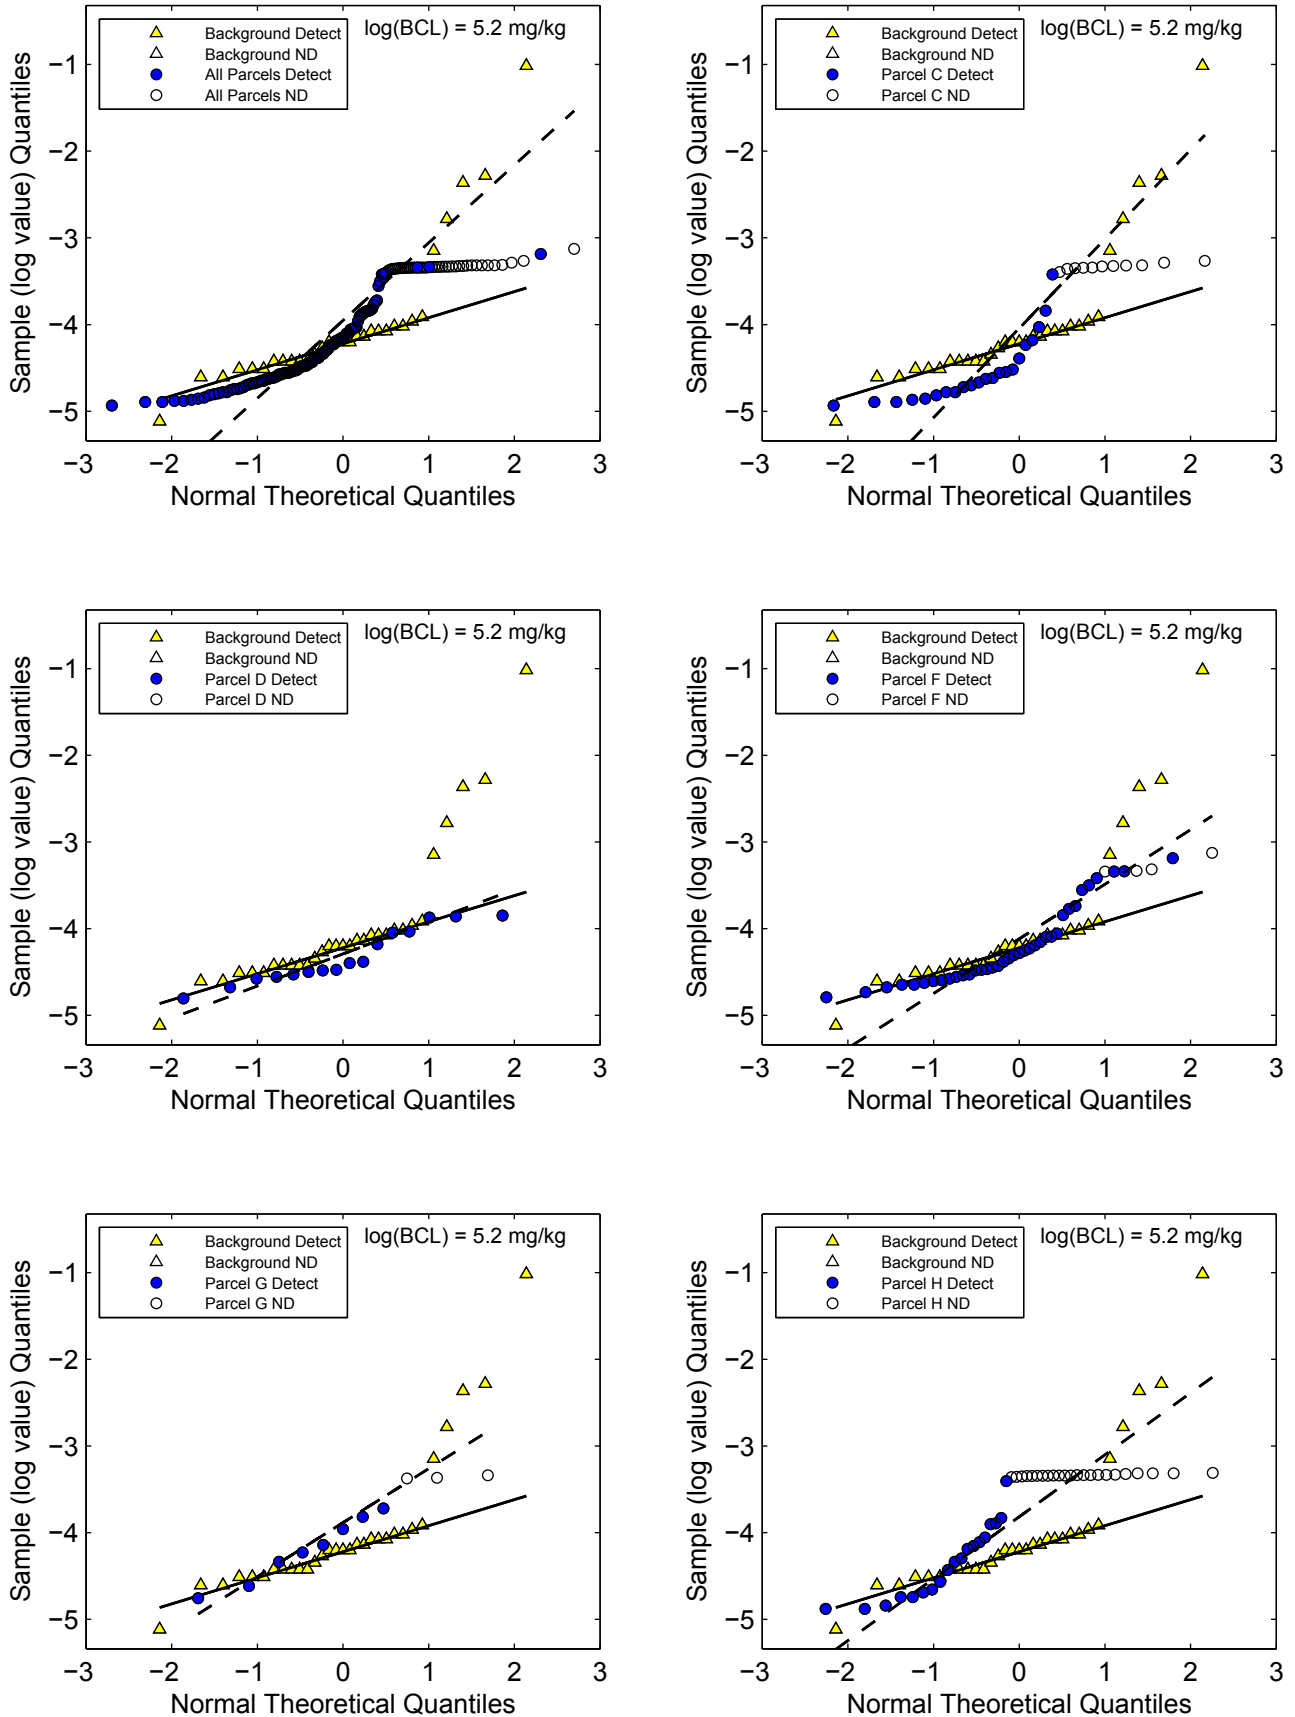 Background Detect
Background ND
All Parcels Detect
All Parcels ND
log(BCL) = 5.2 mg/kg
−1
−2
−3
−4
−5
−3 −2 −1 0 1 2 3
Normal Theoretical Quantiles
Sample (log value) Quantiles
Background Detect
Background ND
Parcel C Detect
Parcel C ND
log(BCL) = 5.2 mg/kg
−1
−2
−3
−4
−5
−3 −2 −1 0 1 2 3
Normal Theoretical Quantiles
Sample (log value) Quantiles
Background Detect
Background ND
Parcel D Detect
Parcel D ND
log(BCL) = 5.2 mg/kg
−1
−2
−3
−4
−5
−3 −2 −1 0 1 2 3
Normal Theoretical Quantiles
Sample (log value) Quantiles
Background Detect
Background ND
Parcel F Detect
Parcel F ND
log(BCL) = 5.2 mg/kg
−1
−2
−3
−4
−5
−3 −2 −1 0 1 2 3
Normal Theoretical Quantiles
Sample (log value) Quantiles
Background Detect
Background ND
Parcel G Detect
Parcel G ND
log(BCL) = 5.2 mg/kg
−1
−2
−3
−4
−5
−3 −2 −1 0 1 2 3
Normal Theoretical Quantiles
Sample (log value) Quantiles
Background Detect
Background ND
Parcel H Detect
Parcel H ND
log(BCL) = 5.2 mg/kg
−1
−2
−3
−4
−5
−3 −2 −1 0 1 2 3
Normal Theoretical Quantiles
Sample (log value) Quantiles